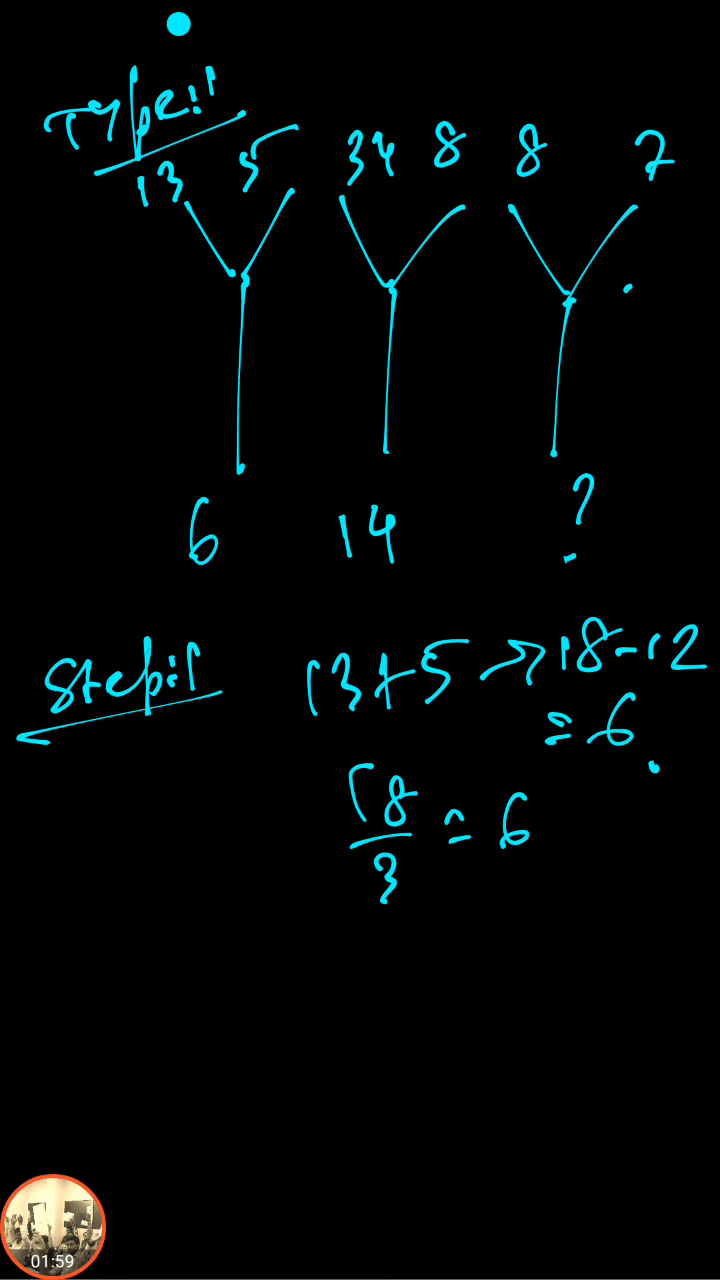 Type:1
13 5 34 8 8 7
6 14 ?
Step:1 13+5 → 18-12
= 6
18
3 = 6
01:59